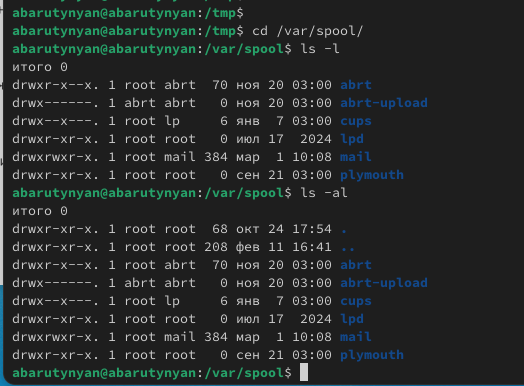 abarutynyan@abarutynyan:/tmp$
abarutynyan@abarutynyan:/tmp$ cd /var/spool/
abarutynyan@abarutynyan:/var/spool$ ls -l
итого 0
drwxr-x--x. 1 root abrt  70 ноя 20 03:00 abrt
drwx------. 1 abrt abrt   0 ноя 20 03:00 abrt-upload
drwx--x---. 1 root lp     6 янв  7 03:00 cups
drwxr-xr-x. 1 root root   0 июл 17  2024 lpd
drwxrwxr-x. 1 root mail 384 мар  1 10:08 mail
drwxr-xr-x. 1 root root   0 сен 21 03:00 plymouth
abarutynyan@abarutynyan:/var/spool$ ls -al
итого 0
drwxr-xr-x. 1 root root  68 окт 24 17:54 .
drwxr-xr-x. 1 root root 208 фев 11 16:41 ..
drwxr-x--x. 1 root abrt  70 ноя 20 03:00 abrt
drwx------. 1 abrt abrt   0 ноя 20 03:00 abrt-upload
drwx--x---. 1 root lp     6 янв  7 03:00 cups
drwxr-xr-x. 1 root root   0 июл 17  2024 lpd
drwxrwxr-x. 1 root mail 384 мар  1 10:08 mail
drwxr-xr-x. 1 root root   0 сен 21 03:00 plymouth
abarutynyan@abarutynyan:/var/spool$